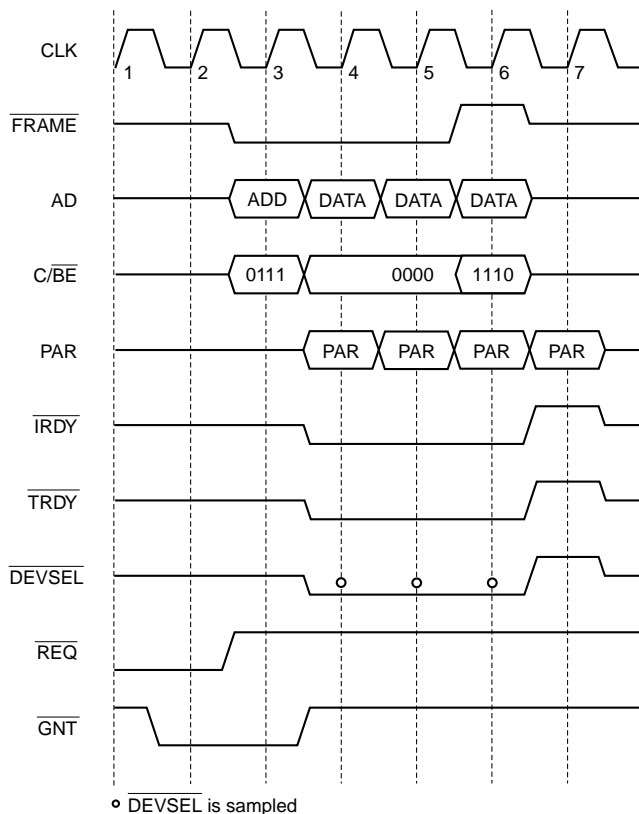 CLK
1 2 3 4 5 6 7
FRAME
AD ADD DATA DATA DATA
C/BE 0111 0000 1110
PAR PAR PAR PAR PAR
IRDY
TRDY
DEVSEL
REQ
GNT
DEVSEL is sampled